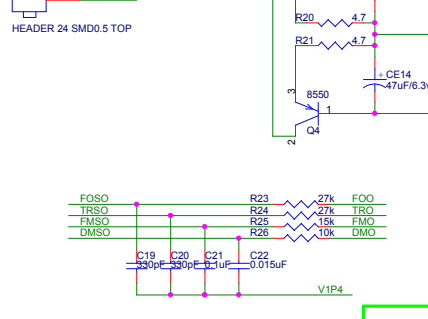 R20 4.7
HEADER 24 SMD0.5 TOP
R21 4.7
+ CE14
47uF/6.3v
3
8550
1
Q4
2
FOSO R23 27k FOO
TRSO R24 27k TRO
FMSO R25 15k FMO
DMSO R26 10k DMO
C19 C20 C21 C22
330pF 330pF 0.1uF 0.015uF
V1P4